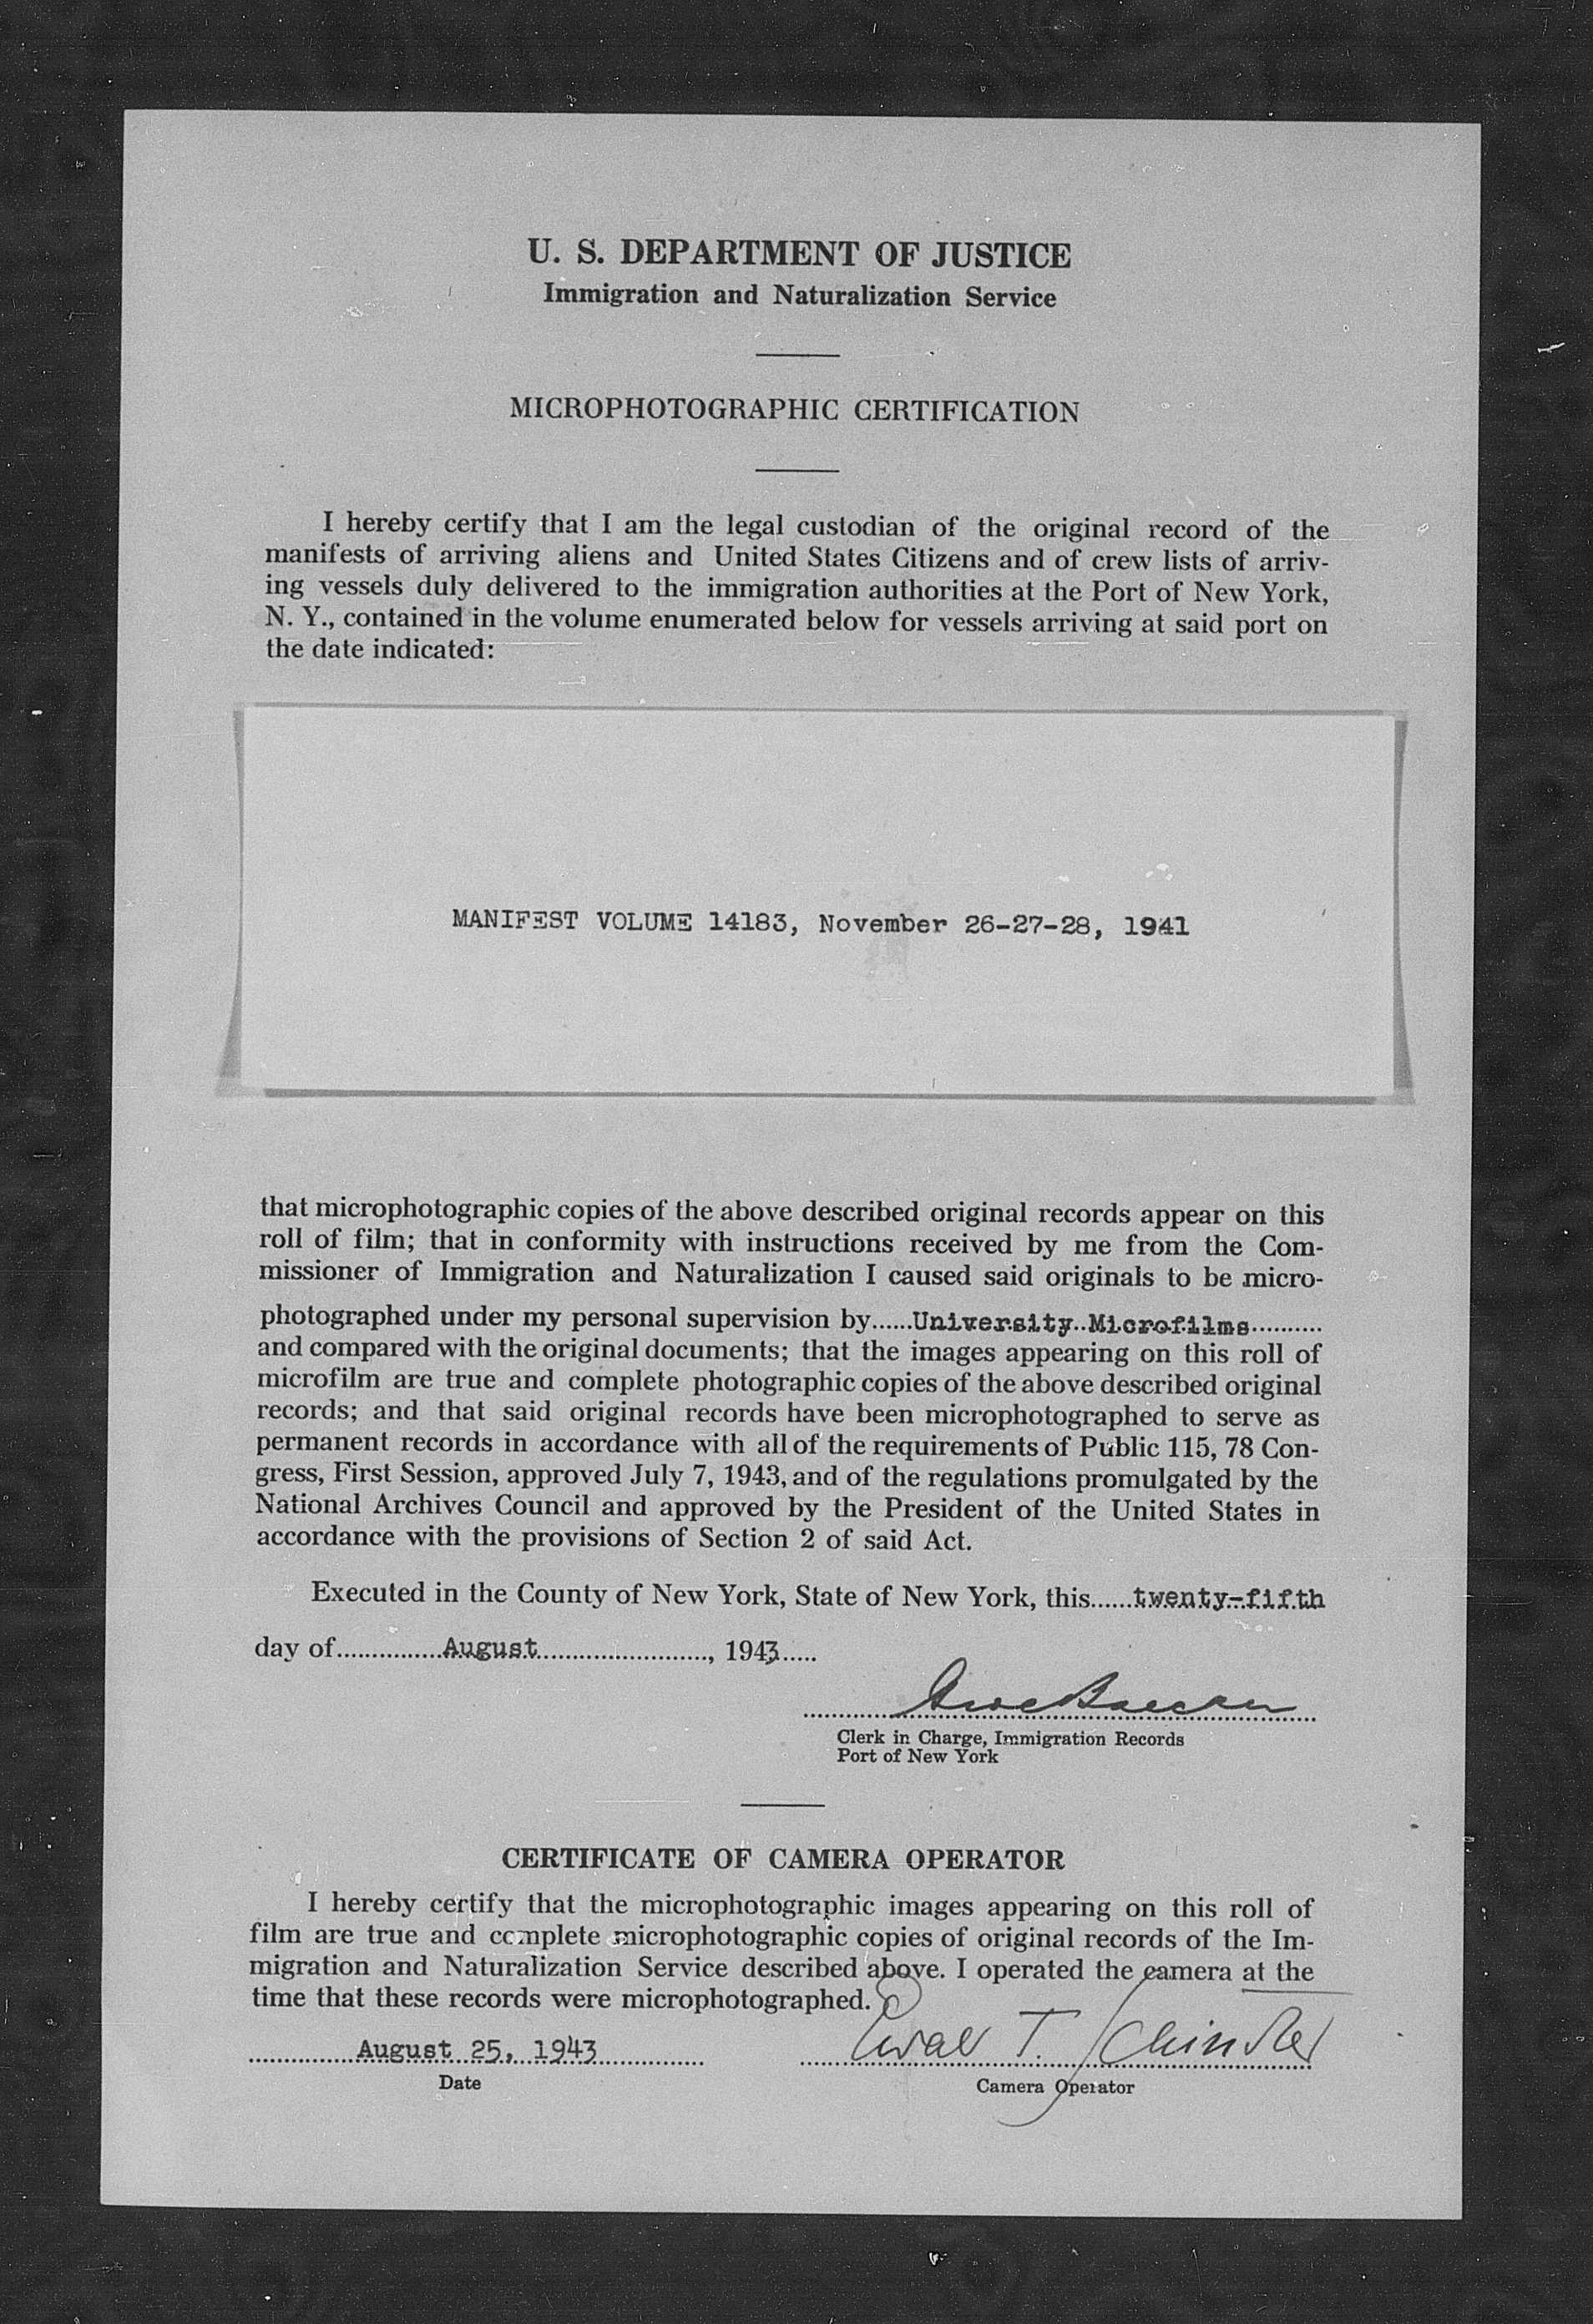 U. S. DEPARTMENT OF JUSTICE
Immigration and Naturalization Service
MICROPHOTOGRAPHIC CERTIFICATION
I hereby certify that I am the legal custodian of the original record of the
manifests of arriving aliens and United States Citizens and of crew lists of arriv-
ing vessels duly delivered to the immigration authorities at the Port of New York,
N. Y., contained in the volume enumerated below for vessels arriving at said port on
the date indicated:
MANIFEST VOLUME 14183, November 26-27-28, 1941
that microphotographic copies of the above described original records appear on this
roll of film; that in conformity with instructions received by me from the Com-
missioner of Immigration and Naturalization I caused said originals to be micro-
photographed under my personal supervision by......University Microfilms..........
and compared with the original documents; that the images appearing on this roll of
microfilm are true and complete photographic copies of the above described original
records; and that said original records have been microphotographed to serve as
permanent records in accordance with all of the requirements of Public 115, 78 Con-
gress, First Session, approved July 7, 1943, and of the regulations promulgated by the
National Archives Council and approved by the President of the United States in
accordance with the provisions of Section 2 of said Act.
Executed in the County of New York, State of New York, this......twenty-fifth
day of...............August........................., 1943.....
Clerk in Charge, Immigration Records
Port of New York
CERTIFICATE OF CAMERA OPERATOR
I hereby certify that the microphotographic images appearing on this roll of
film are true and complete microphotographic copies of original records of the Im-
migration and Naturalization Service described above. I operated the camera at the
time that these records were microphotographed.
August 25, 1943
T. Schindler
Date
Camera Operator